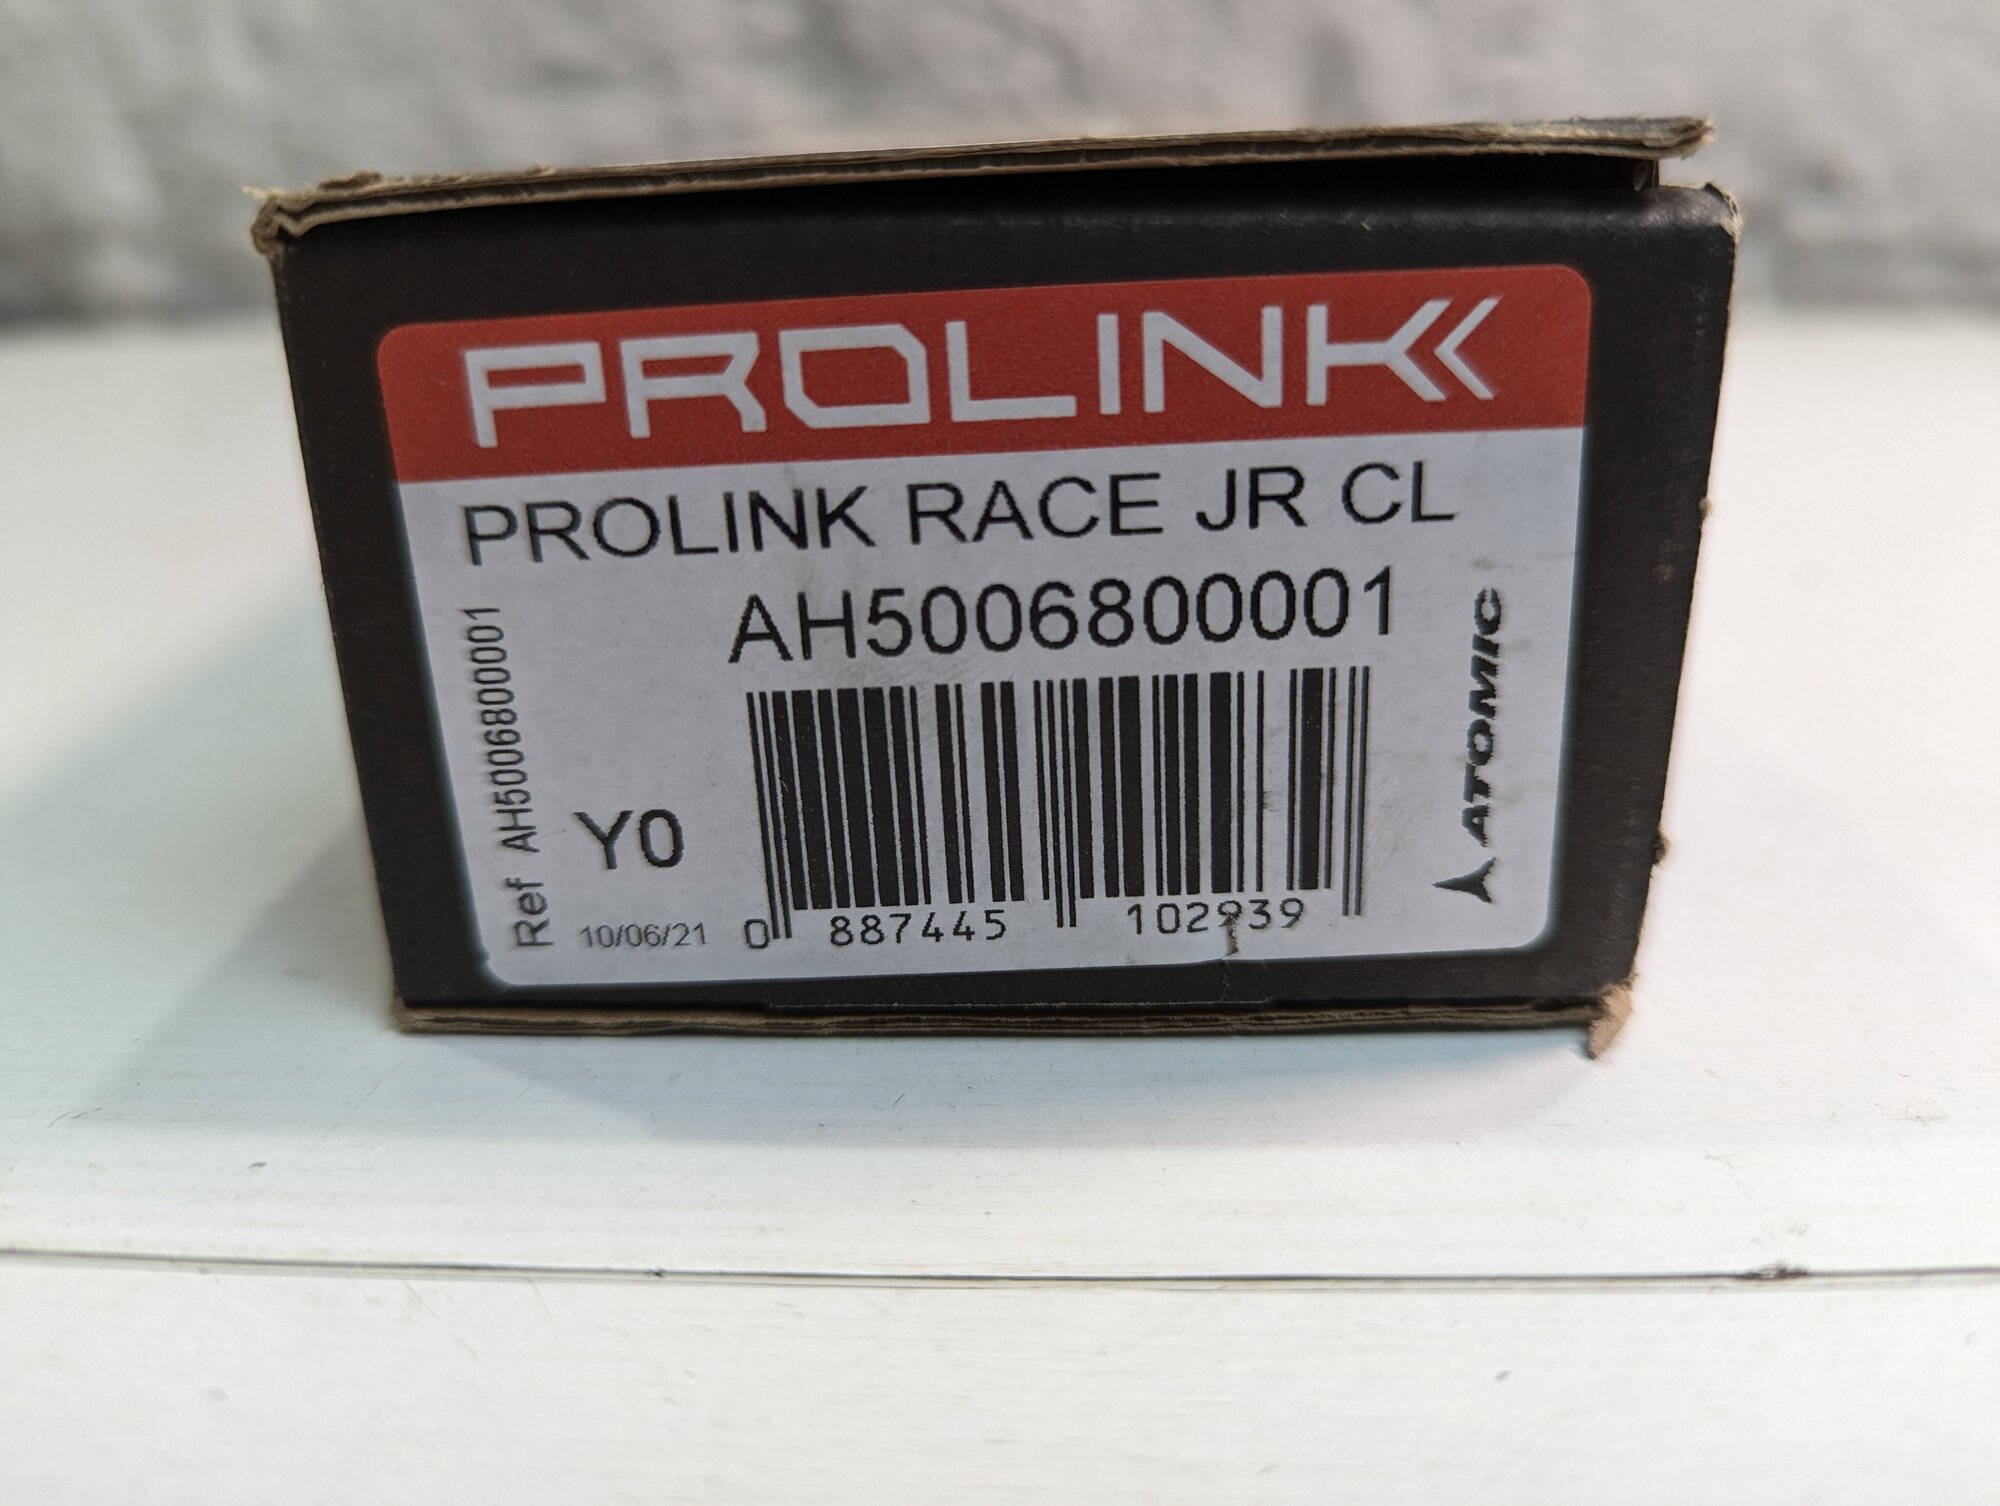 PROLINK
PROLINK RACE JR CL
AH5006800001
Ref AH5006800001
Y0
10/06/21
0 887445 102939
ATOMIC